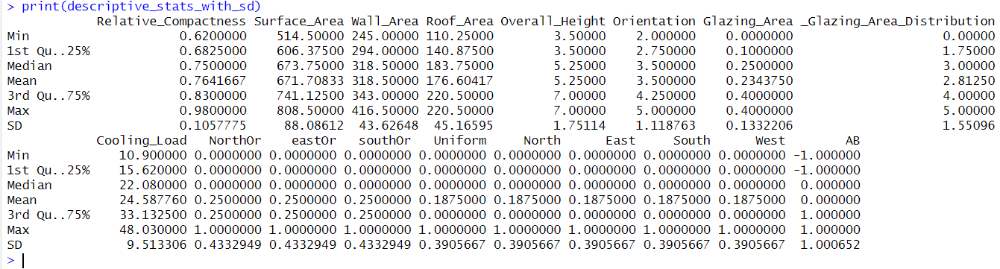 > print(descriptive_stats_with_sd)
Relative_Compactness Surface_Area Wall_Area Roof_Area Overall_Height Orientation Glazing_Area _Glazing_Area_Distribution
Min 0.6200000 514.50000 245.00000 110.25000 3.50000 2.000000 0.0000000 0.00000
1st Qu..25% 0.6825000 606.37500 294.00000 140.87500 3.50000 2.750000 0.1000000 1.75000
Median 0.7500000 673.75000 318.50000 183.75000 5.25000 3.500000 0.2500000 3.00000
Mean 0.7641667 671.70833 318.50000 176.60417 5.25000 3.500000 0.2343750 2.81250
3rd Qu..75% 0.8300000 741.12500 343.00000 220.50000 7.00000 4.250000 0.4000000 4.00000
Max 0.9800000 808.50000 416.50000 220.50000 7.00000 5.000000 0.4000000 5.00000
SD 0.1057775 88.08612 43.62648 45.16595 1.75114 1.118763 0.1332206 1.55096
Cooling_Load NorthOr eastOr southOr Uniform North East South West AB
Min 10.900000 0.0000000 0.0000000 0.0000000 0.0000000 0.0000000 0.0000000 0.0000000 0.0000000 -1.000000
1st Qu..25% 15.620000 0.0000000 0.0000000 0.0000000 0.0000000 0.0000000 0.0000000 0.0000000 0.0000000 -1.000000
Median 22.080000 0.0000000 0.0000000 0.0000000 0.0000000 0.0000000 0.0000000 0.0000000 0.0000000 0.000000
Mean 24.587760 0.2500000 0.2500000 0.2500000 0.1875000 0.1875000 0.1875000 0.1875000 0.1875000 0.000000
3rd Qu..75% 33.132500 0.2500000 0.2500000 0.2500000 0.0000000 0.0000000 0.0000000 0.0000000 0.0000000 1.000000
Max 48.030000 1.0000000 1.0000000 1.0000000 1.0000000 1.0000000 1.0000000 1.0000000 1.0000000 1.000000
SD 9.513306 0.4332949 0.4332949 0.4332949 0.3905667 0.3905667 0.3905667 0.3905667 0.3905667 1.000652
>